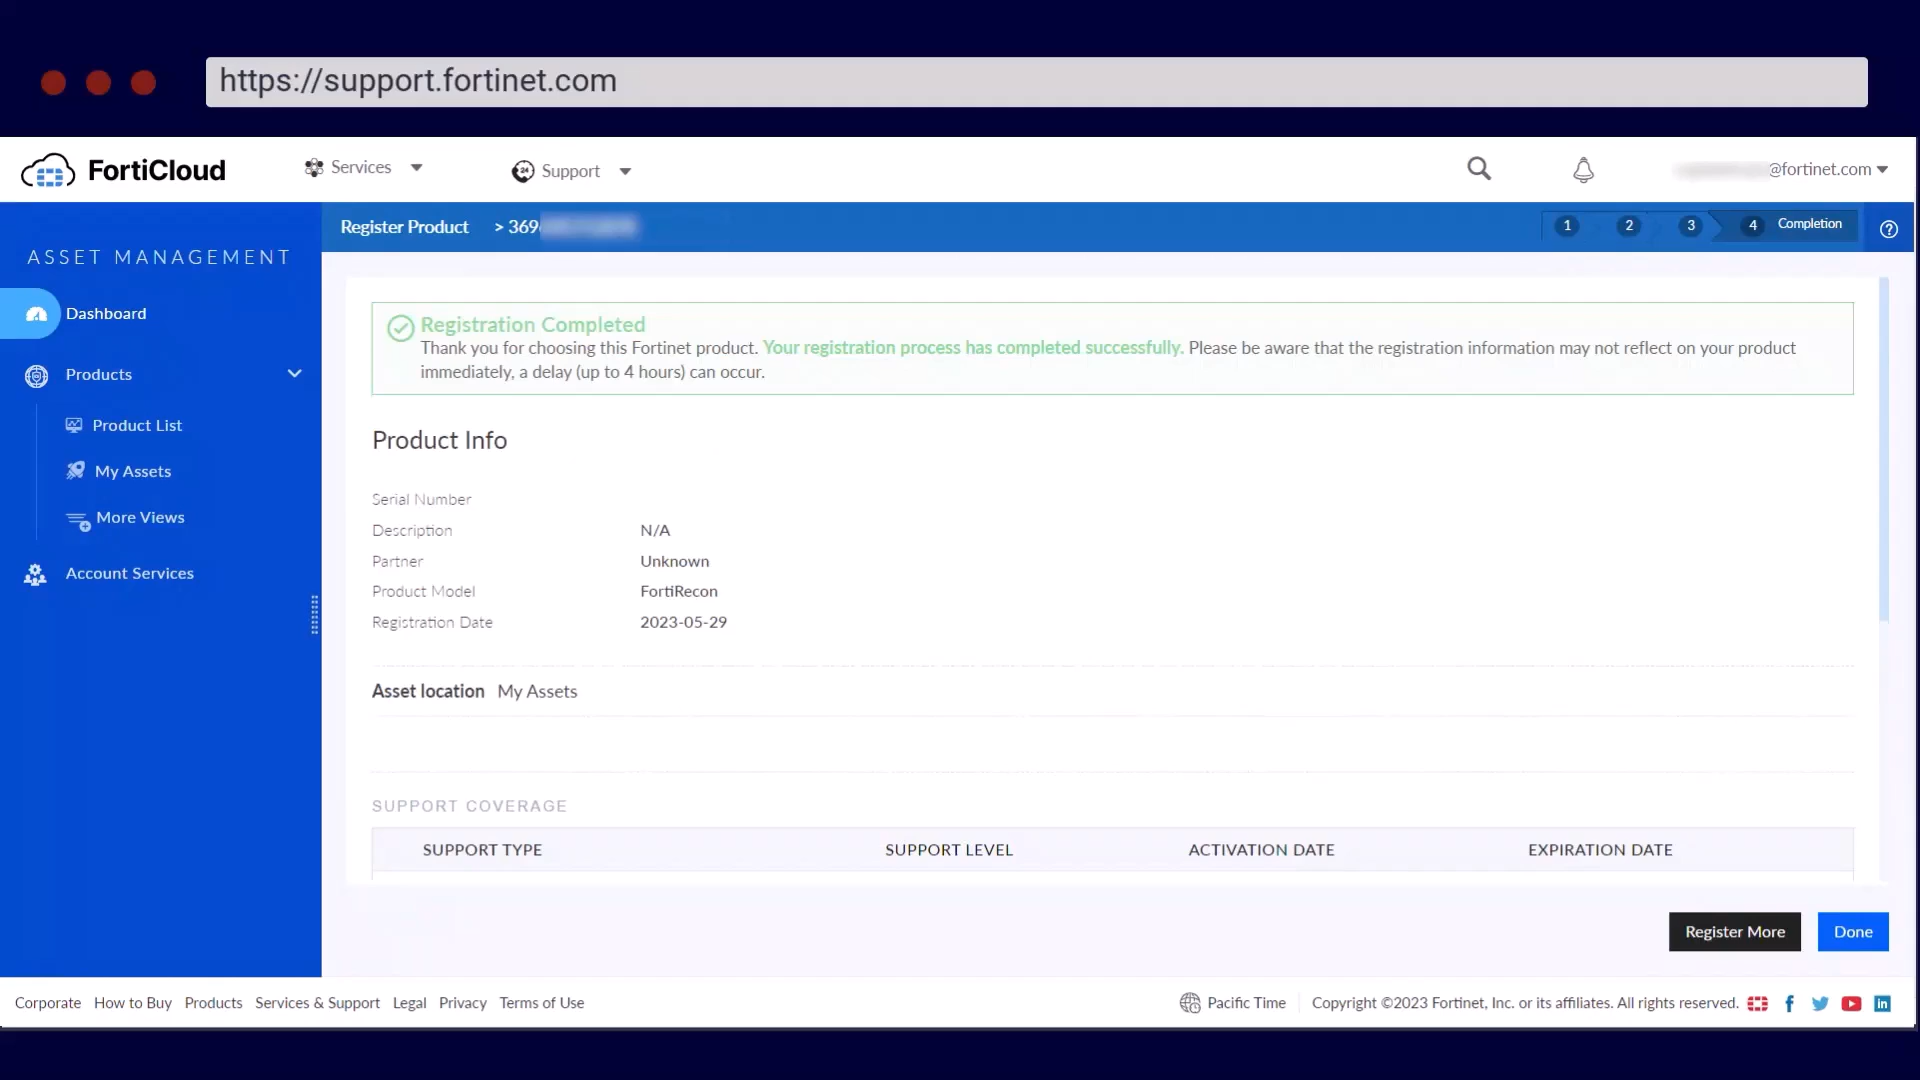 https://support.fortinet.com
FortiCloud
Services
24 Support
@fortinet.com
ASSET MANAGEMENT
Register Product > 369
1 2 3 4 Completion
Dashboard
Products
Product List
My Assets
More Views
Account Services
Registration Completed
Thank you for choosing this Fortinet product. Your registration process has completed successfully. Please be aware that the registration information may not reflect on your product
immediately, a delay (up to 4 hours) can occur.
Product Info
Serial Number
Description N/A
Partner Unknown
Product Model FortiRecon
Registration Date 2023-05-29
Asset location My Assets
SUPPORT COVERAGE
SUPPORT TYPE SUPPORT LEVEL ACTIVATION DATE EXPIRATION DATE
Register More Done
Corporate How to Buy Products Services & Support Legal Privacy Terms of Use Pacific Time Copyright ©2023 Fortinet, Inc. or its affiliates. All rights reserved.